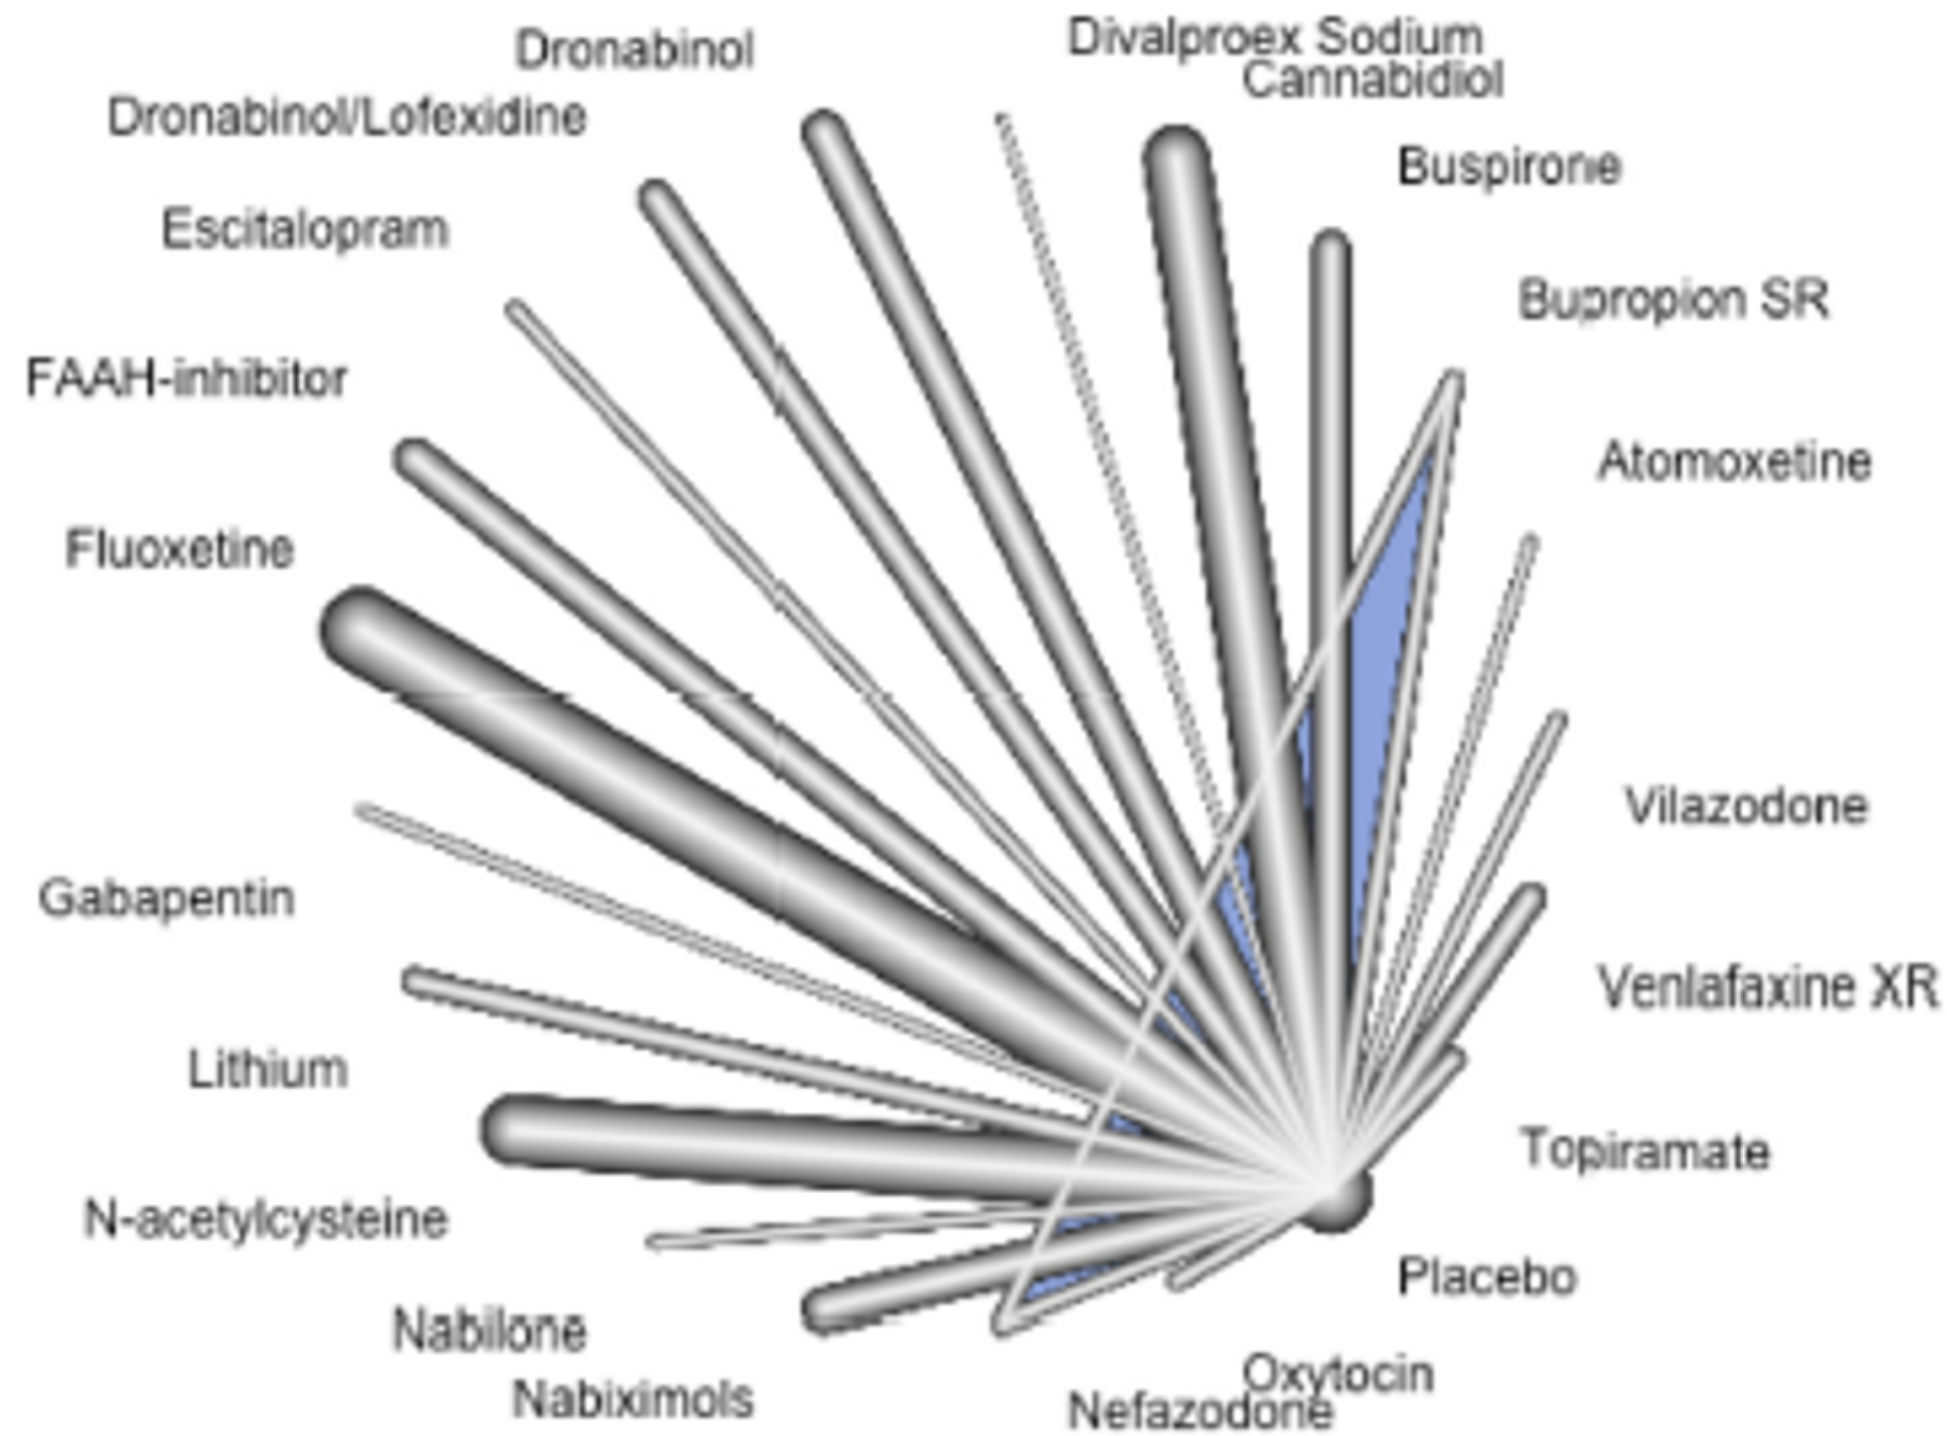 Dronabinol
Divalproex Sodium
Cannabidiol
Dronabinol/Lofexidine
Buspirone
Escitalopram
Bupropion SR
FAAH-inhibitor
Atomoxetine
Fluoxetine
Vilazodone
Gabapentin
Venlafaxine XR
Lithium
Topiramate
N-acetylcysteine
Placebo
Nabilone
Oxytocin
Nabiximols
Nefazodone